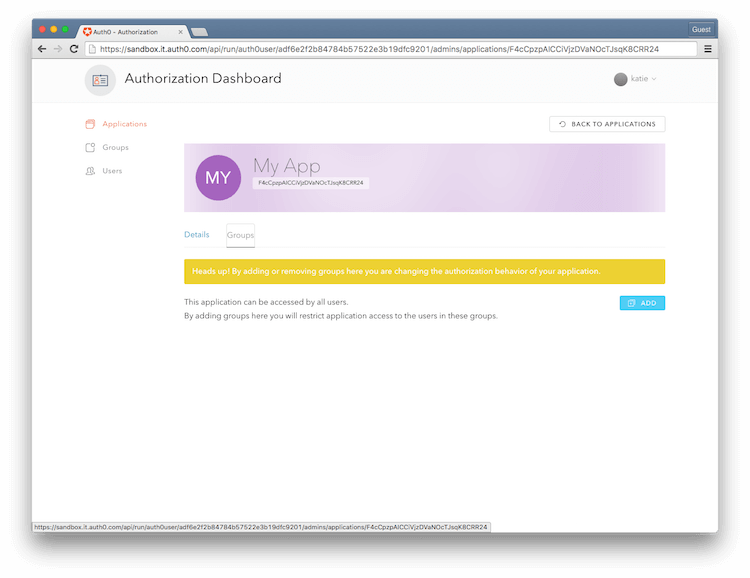 Auth0 - Authorization
Guest
https://sandbox.it.auth0.com/api/run/auth0user/adf6e2f2b84784b57522e3b19dfc9201/admins/applications/F4cCpzpAlCCiVjzDVaNOcTJsqK8CRR24
Authorization Dashboard
katie
Applications
BACK TO APPLICATIONS
Groups
Users
MY
My App
F4cCpzpAlCCiVjzDVaNOcTJsqK8CRR24
Details
Groups
Heads up! By adding or removing groups here you are changing the authorization behavior of your application.
This application can be accessed by all users.
ADD
By adding groups here you will restrict application access to the users in these groups.
https://sandbox.it.auth0.com/api/run/auth0user/adf6e2f2b84784b57522e3b19dfc9201/admins/applications/F4cCpzpAlCCiVjzDVaNOcTJsqK8CRR24